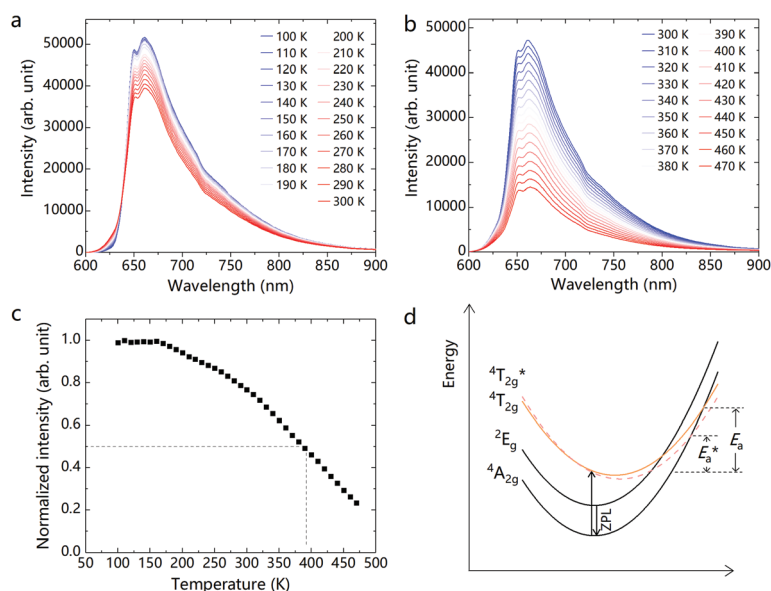 a
Intensity (arb. unit)
50000
40000
30000
20000
10000
0
600 650 700 750 800 850 900
Wavelength (nm)
100 K 200 K
110 K 210 K
120 K 220 K
130 K 230 K
140 K 240 K
150 K 250 K
160 K 260 K
170 K 270 K
180 K 280 K
190 K 290 K
300 K
b
Intensity (arb. unit)
50000
40000
30000
20000
10000
0
600 650 700 750 800 850 900
Wavelength (nm)
300 K 390 K
310 K 400 K
320 K 410 K
330 K 420 K
340 K 430 K
350 K 440 K
360 K 450 K
370 K 460 K
380 K 470 K
c
Normalized intensity (arb. unit)
1.0
0.8
0.6
0.4
0.2
0.0
50 100 150 200 250 300 350 400 450 500
Temperature (K)
d
Energy
⁴T₂g*
⁴T₂g
²Eg
⁴A₂g
ZPL
Eₐ*
Eₐ